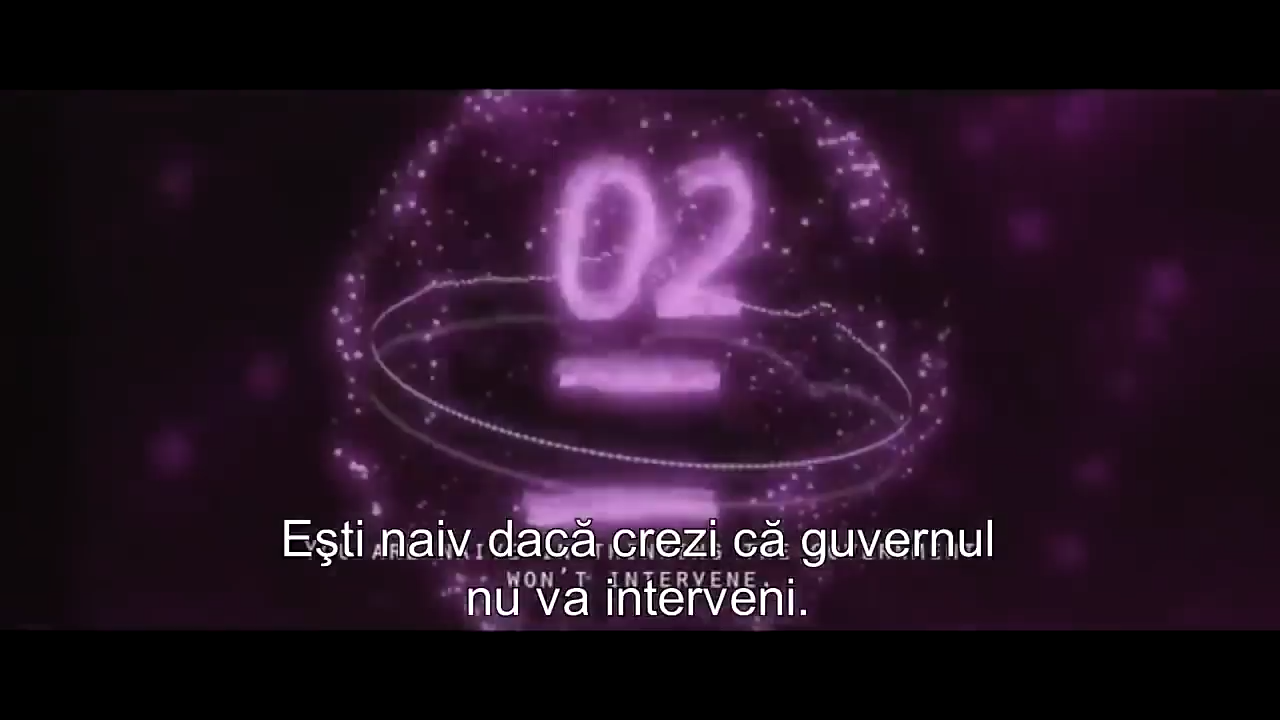 02
Eşti naiv dacă crezi că guvernul
WON'T INTERVENE.
nu va interveni.